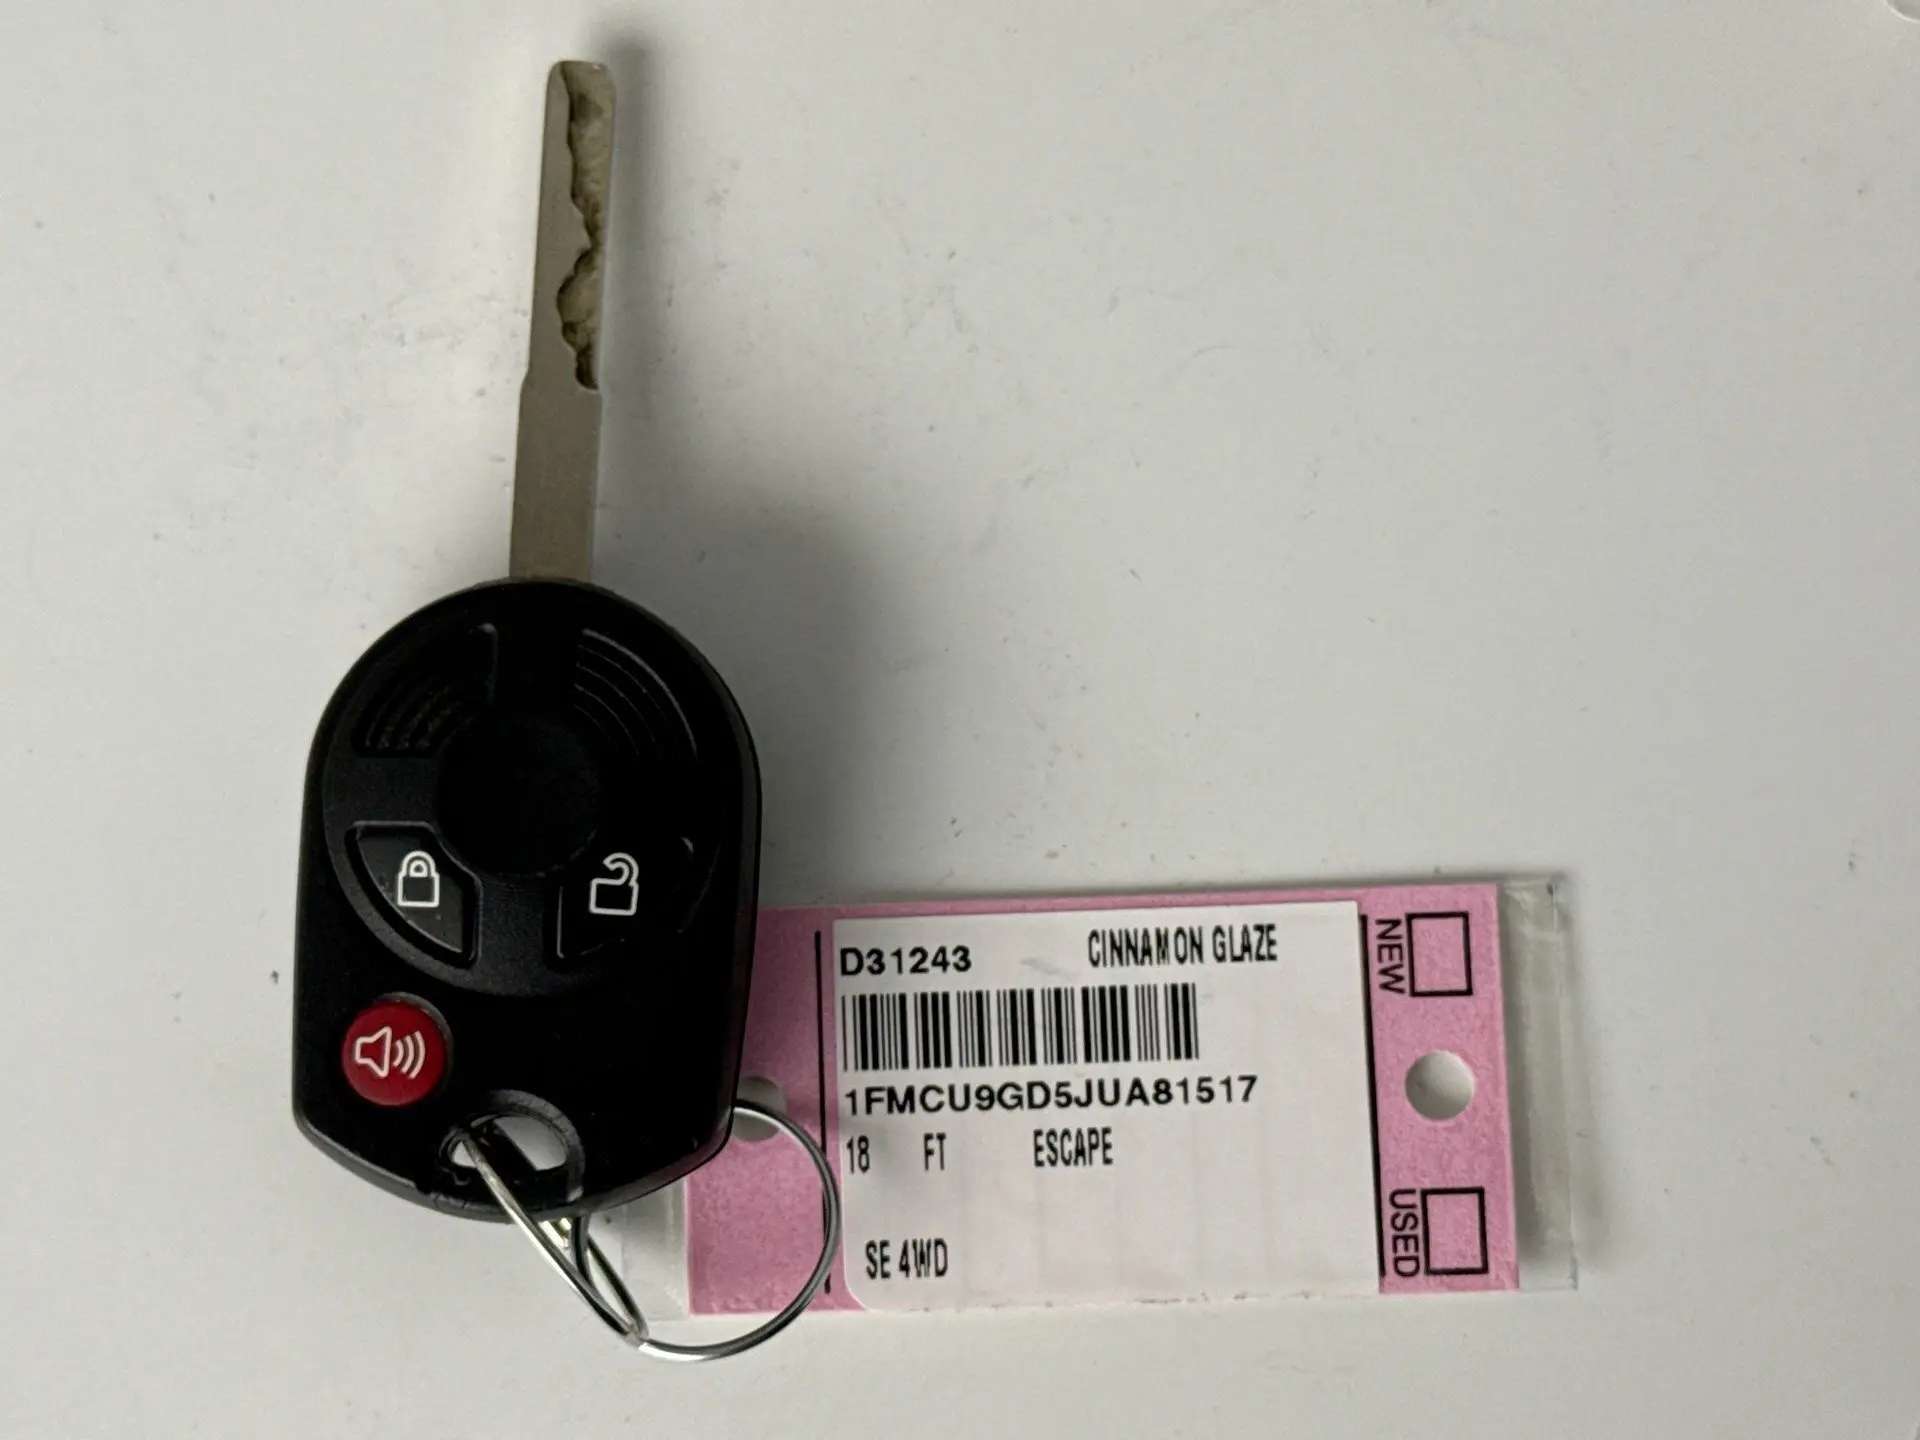 D31243 CINNAMON GLAZE
1FMCU9GD5JUA81517
18 FT ESCAPE
SE 4WD
NEW
USED